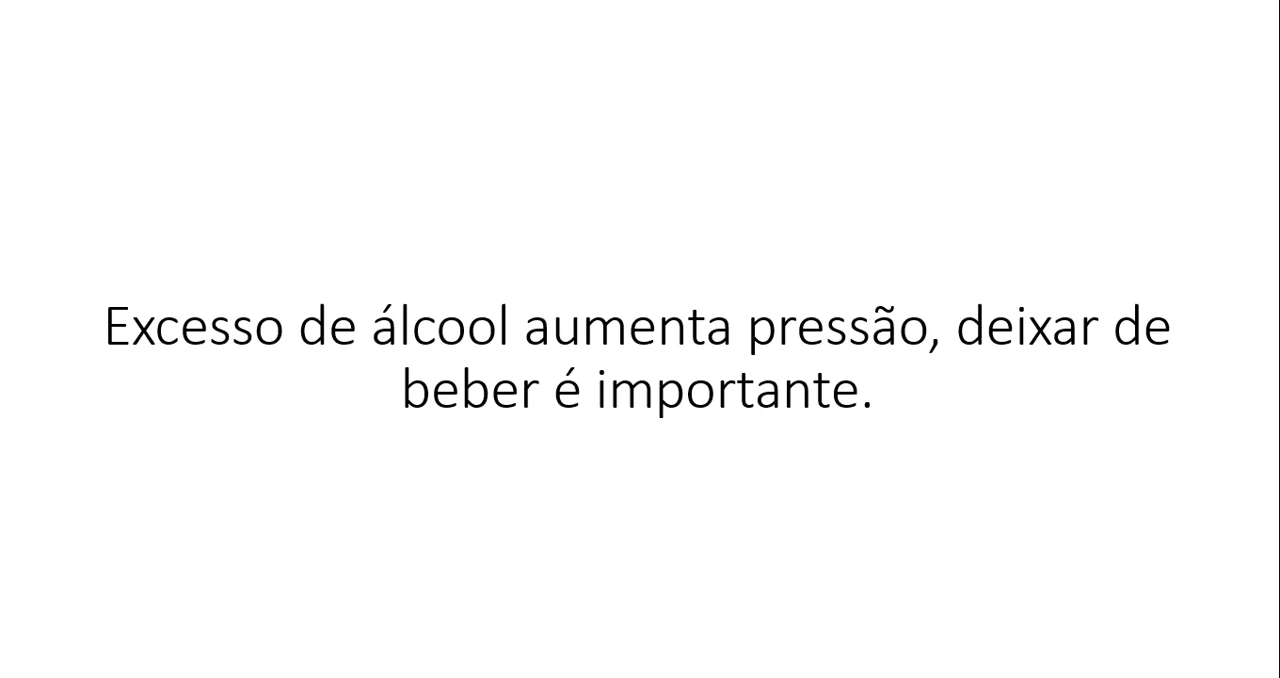 Excesso de álcool aumenta pressão, deixar de
beber é importante.